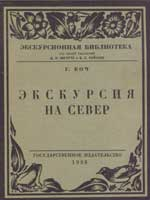 ЭКСКУРСИОННАЯ БИБЛИОТЕКА
Г. БОЧ
ЭКСКУРСИЯ
НА СЕВЕР
ГОСУДАРСТВЕННОЕ ИЗДАТЕЛЬСТВО